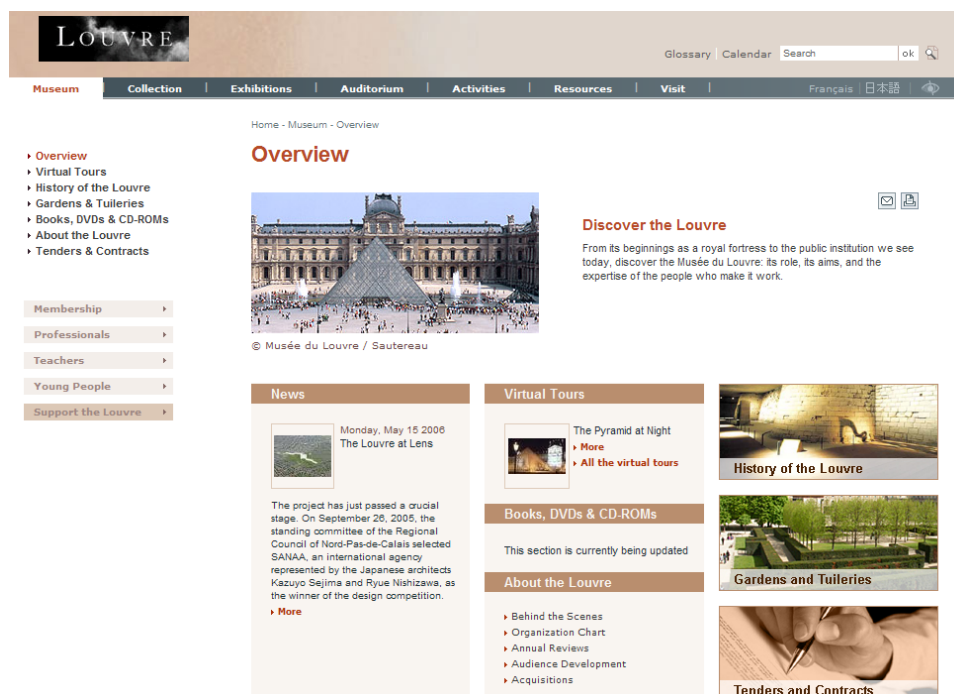 LOUVRE
Glossary | Calendar Search ok
Museum | Collection | Exhibitions | Auditorium | Activities | Resources | Visit | Français | 日本語 |
Home - Museum - Overview
Overview
Overview
Virtual Tours
History of the Louvre
Gardens & Tuileries
Books, DVDs & CD-ROMs
About the Louvre
Tenders & Contracts
Membership
Professionals
Teachers
Young People
Support the Louvre
© Musée du Louvre / Sautereau
Discover the Louvre
From its beginnings as a royal fortress to the public institution we see
today, discover the Musée du Louvre: its role, its aims, and the
expertise of the people who make it work.
News
Monday, May 15 2006
The Louvre at Lens
The project has just passed a crucial
stage. On September 26, 2005, the
standing committee of the Regional
Council of Nord-Pas-de-Calais selected
SANAA, an international agency
represented by the Japanese architects
Kazuyo Sejima and Ryue Nishizawa, as
the winner of the design competition.
More
Virtual Tours
The Pyramid at Night
More
All the virtual tours
Books, DVDs & CD-ROMs
This section is currently being updated
About the Louvre
Behind the Scenes
Organization Chart
Annual Reviews
Audience Development
Acquisitions
History of the Louvre
Gardens and Tuileries
Tenders and Contracts